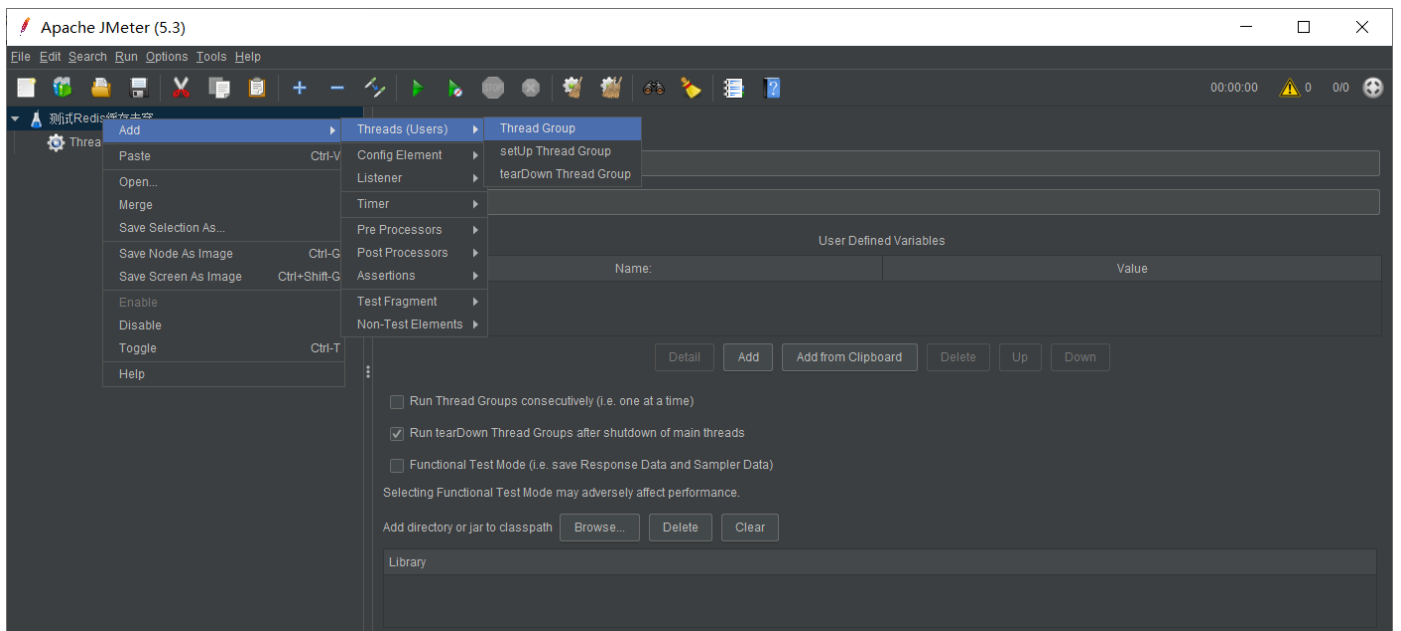 Apache JMeter (5.3)
File Edit Search Run Options Tools Help
STOP
00:00:00 0 0/0
测试Redis
Threa
Add
Paste Ctrl-V
Open...
Merge
Save Selection As...
Save Node As Image Ctrl-G
Save Screen As Image Ctrl+Shift-G
Enable
Disable
Toggle Ctrl-T
Help
Threads (Users)
Config Element
Listener
Timer
Pre Processors
Post Processors
Assertions
Test Fragment
Non-Test Elements
Thread Group
setUp Thread Group
tearDown Thread Group
User Defined Variables
Name: Value
Detail Add Add from Clipboard Delete Up Down
Run Thread Groups consecutively (i.e. one at a time)
Run tearDown Thread Groups after shutdown of main threads
Functional Test Mode (i.e. save Response Data and Sampler Data)
Selecting Functional Test Mode may adversely affect performance.
Add directory or jar to classpath Browse... Delete Clear
Library